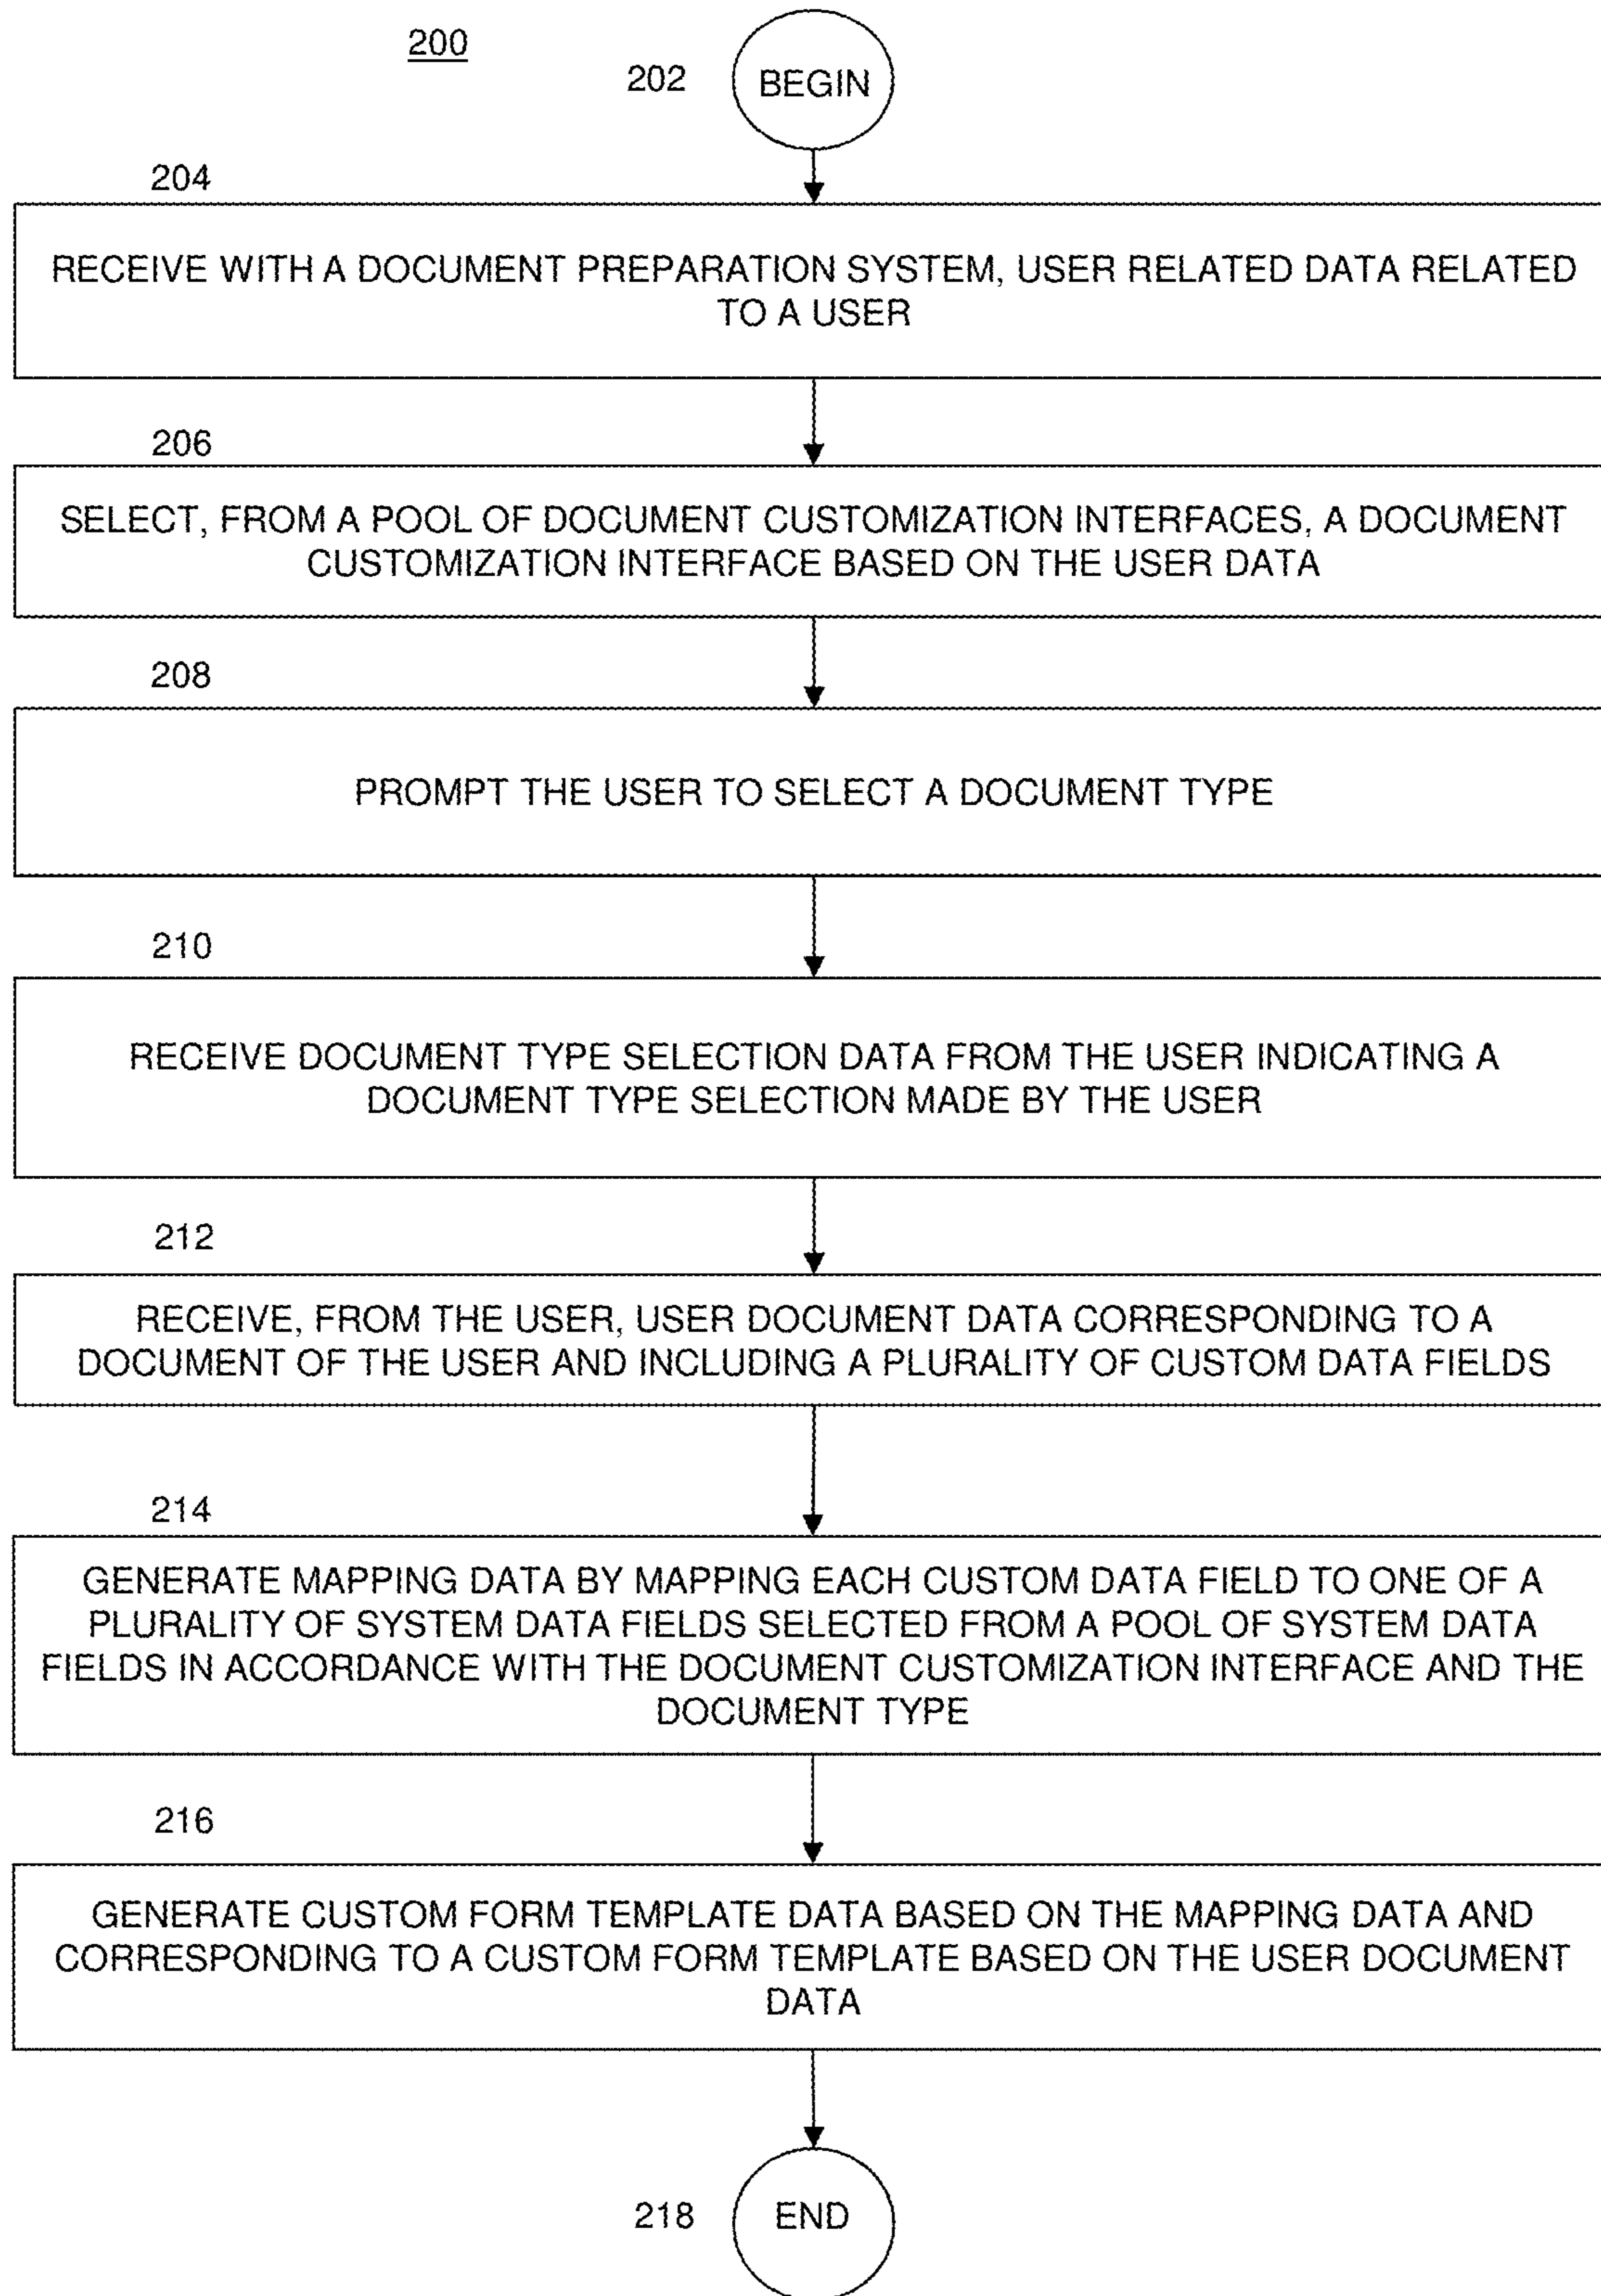 200
202
BEGIN
204
RECEIVE WITH A DOCUMENT PREPARATION SYSTEM, USER RELATED DATA RELATED
TO A USER
206
SELECT, FROM A POOL OF DOCUMENT CUSTOMIZATION INTERFACES, A DOCUMENT
CUSTOMIZATION INTERFACE BASED ON THE USER DATA
208
PROMPT THE USER TO SELECT A DOCUMENT TYPE
210
RECEIVE DOCUMENT TYPE SELECTION DATA FROM THE USER INDICATING A
DOCUMENT TYPE SELECTION MADE BY THE USER
212
RECEIVE, FROM THE USER, USER DOCUMENT DATA CORRESPONDING TO A
DOCUMENT OF THE USER AND INCLUDING A PLURALITY OF CUSTOM DATA FIELDS
214
GENERATE MAPPING DATA BY MAPPING EACH CUSTOM DATA FIELD TO ONE OF A
PLURALITY OF SYSTEM DATA FIELDS SELECTED FROM A POOL OF SYSTEM DATA
FIELDS IN ACCORDANCE WITH THE DOCUMENT CUSTOMIZATION INTERFACE AND THE
DOCUMENT TYPE
216
GENERATE CUSTOM FORM TEMPLATE DATA BASED ON THE MAPPING DATA AND
CORRESPONDING TO A CUSTOM FORM TEMPLATE BASED ON THE USER DOCUMENT
DATA
218
END